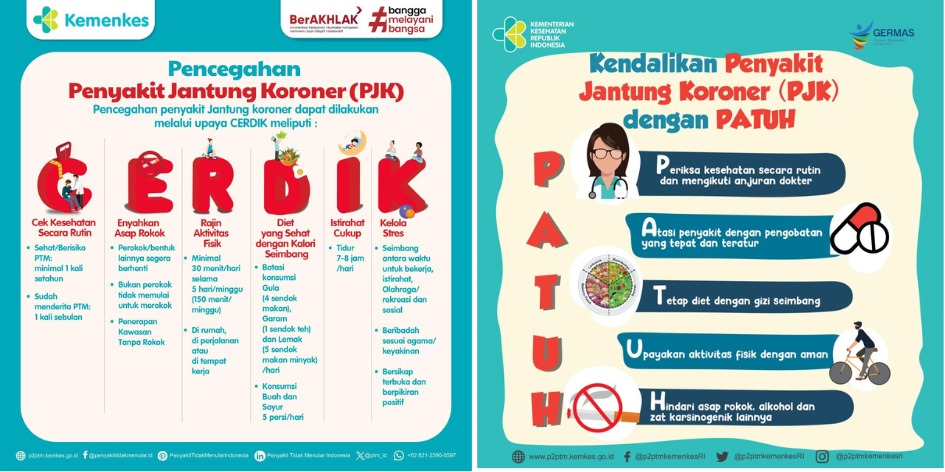 Kemenkes
BerAKHLAK
#bangga
melayani
bangsa
Pencegahan
Penyakit Jantung Koroner (PJK)
Pencegahan penyakit Jantung koroner dapat dilakukan
melalui upaya CERDIK meliputi :
C
Cek Kesehatan
Secara Rutin
• Sehat/Berisiko
PTM:
minimal 1 kali
setahun
• Sudah
menderita PTM:
1 kali sebulan
E
Enyahkan
Asap Rokok
• Perokok/bentuk
lainnya segera
berhanti
• Bukan perokok
tidak memulai
untuk merokok
• Penerapan
Kawasan
Tanpa Rokok
R
Rajin
Aktivitas
Fisik
• Minimal
30 menit/hari
selama
5 hari/minggu
(150 menit/
minggu)
• Di rumah,
di perjalanan
atau
di tempat
kerja
D
Diet
yang Sehat
dengan Kalori
Seimbang
• Batasi
konsumsi
Gula
(4 sendok
makan),
Garam
(1 sendok teh)
dan Lemak
(5 sendok
makan minyak)
/hari
• Konsumsi
Buah dan
Sayur
5 porsi/hari
I
Istirahat
Cukup
• Tidur
7-8 jam
/hari
K
Kelola
Stres
• Seimbang
antara waktu
untuk bekerja,
istirahat,
Olahraga/
rekreasi dan
sosial
• Beribadah
sesuai agama/
keyakinan
• Bersikap
terbuka dan
berpikiran
positif
p2ptm.kemkes.go.id
@penyakittidakmenular.id
PenyakitTidakMenularIndonesia
Penyakit Tidak Menular Indonesia
@ptm_id
+62 821-2590-0597
KEMENTERIAN
KESEHATAN
REPUBLIK
INDONESIA
GERMAS
Kendalikan Penyakit
Jantung Koroner (PJK)
dengan PATUH
P
Periksa kesehatan secara rutin
dan mengikuti anjuran dokter
A
Atasi penyakit dengan pengobatan
yang tepat dan teratur
T
Tetap diet dengan gizi seimbang
U
Upayakan aktivitas fisik dengan aman
H
Hindari asap rokok, alkohol dan
zat karsinogenik lainnya
www.p2ptm.kemkes.go.id
@p2ptmkemenkesRI
@p2ptmkemenkesRI
@p2ptmkemenkesri